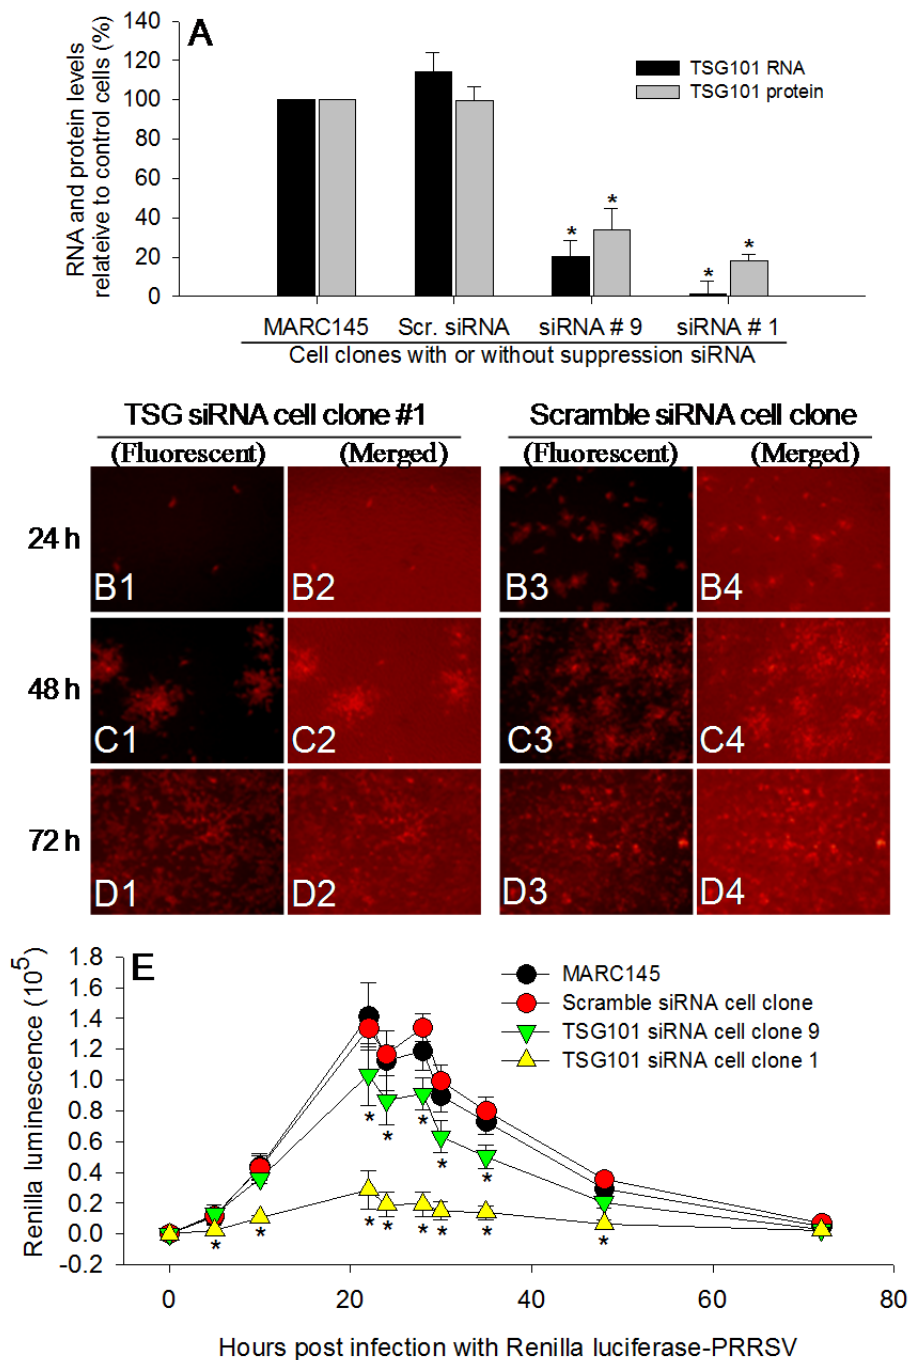 A
RNA and protein levels
relateive to control cells (%)
140
120
100
80
60
40
20
0
TSG101 RNA
TSG101 protein
* * * *
MARC145 Scr. siRNA siRNA # 9 siRNA # 1
Cell clones with or without suppression siRNA
TSG siRNA cell clone #1 Scramble siRNA cell clone
(Fluorescent) (Merged) (Fluorescent) (Merged)
24 h
B1 B2 B3 B4
48 h
C1 C2 C3 C4
72 h
D1 D2 D3 D4
E
Renilla luminescence (10^5)
1.8
1.6
1.4
1.2
1.0
0.8
0.6
0.4
0.2
0.0
-0.2
MARC145
Scramble siRNA cell clone
TSG101 siRNA cell clone 9
TSG101 siRNA cell clone 1
* * * * *
* * * * * * * *
0 20 40 60 80
Hours post infection with Renilla luciferase-PRRSV